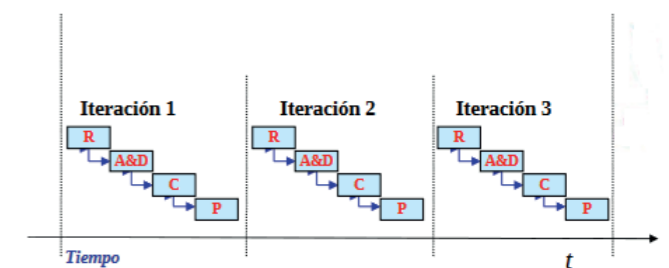 Iteración 1
Iteración 2
Iteración 3
R
A&D
C
P
R
A&D
C
P
R
A&D
C
P
Tiempo
t